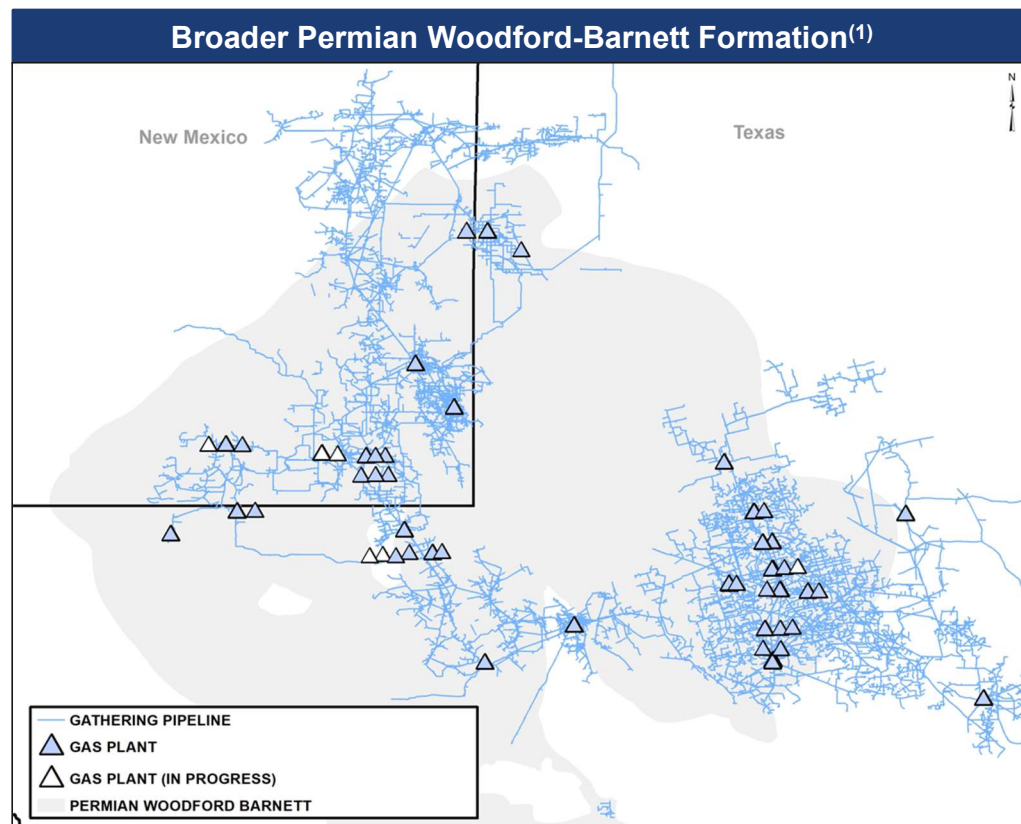 Broader Permian Woodford-Barnett Formation(1)
N
New Mexico
Texas
GATHERING PIPELINE
GAS PLANT
GAS PLANT (IN PROGRESS)
PERMIAN WOODFORD BARNETT